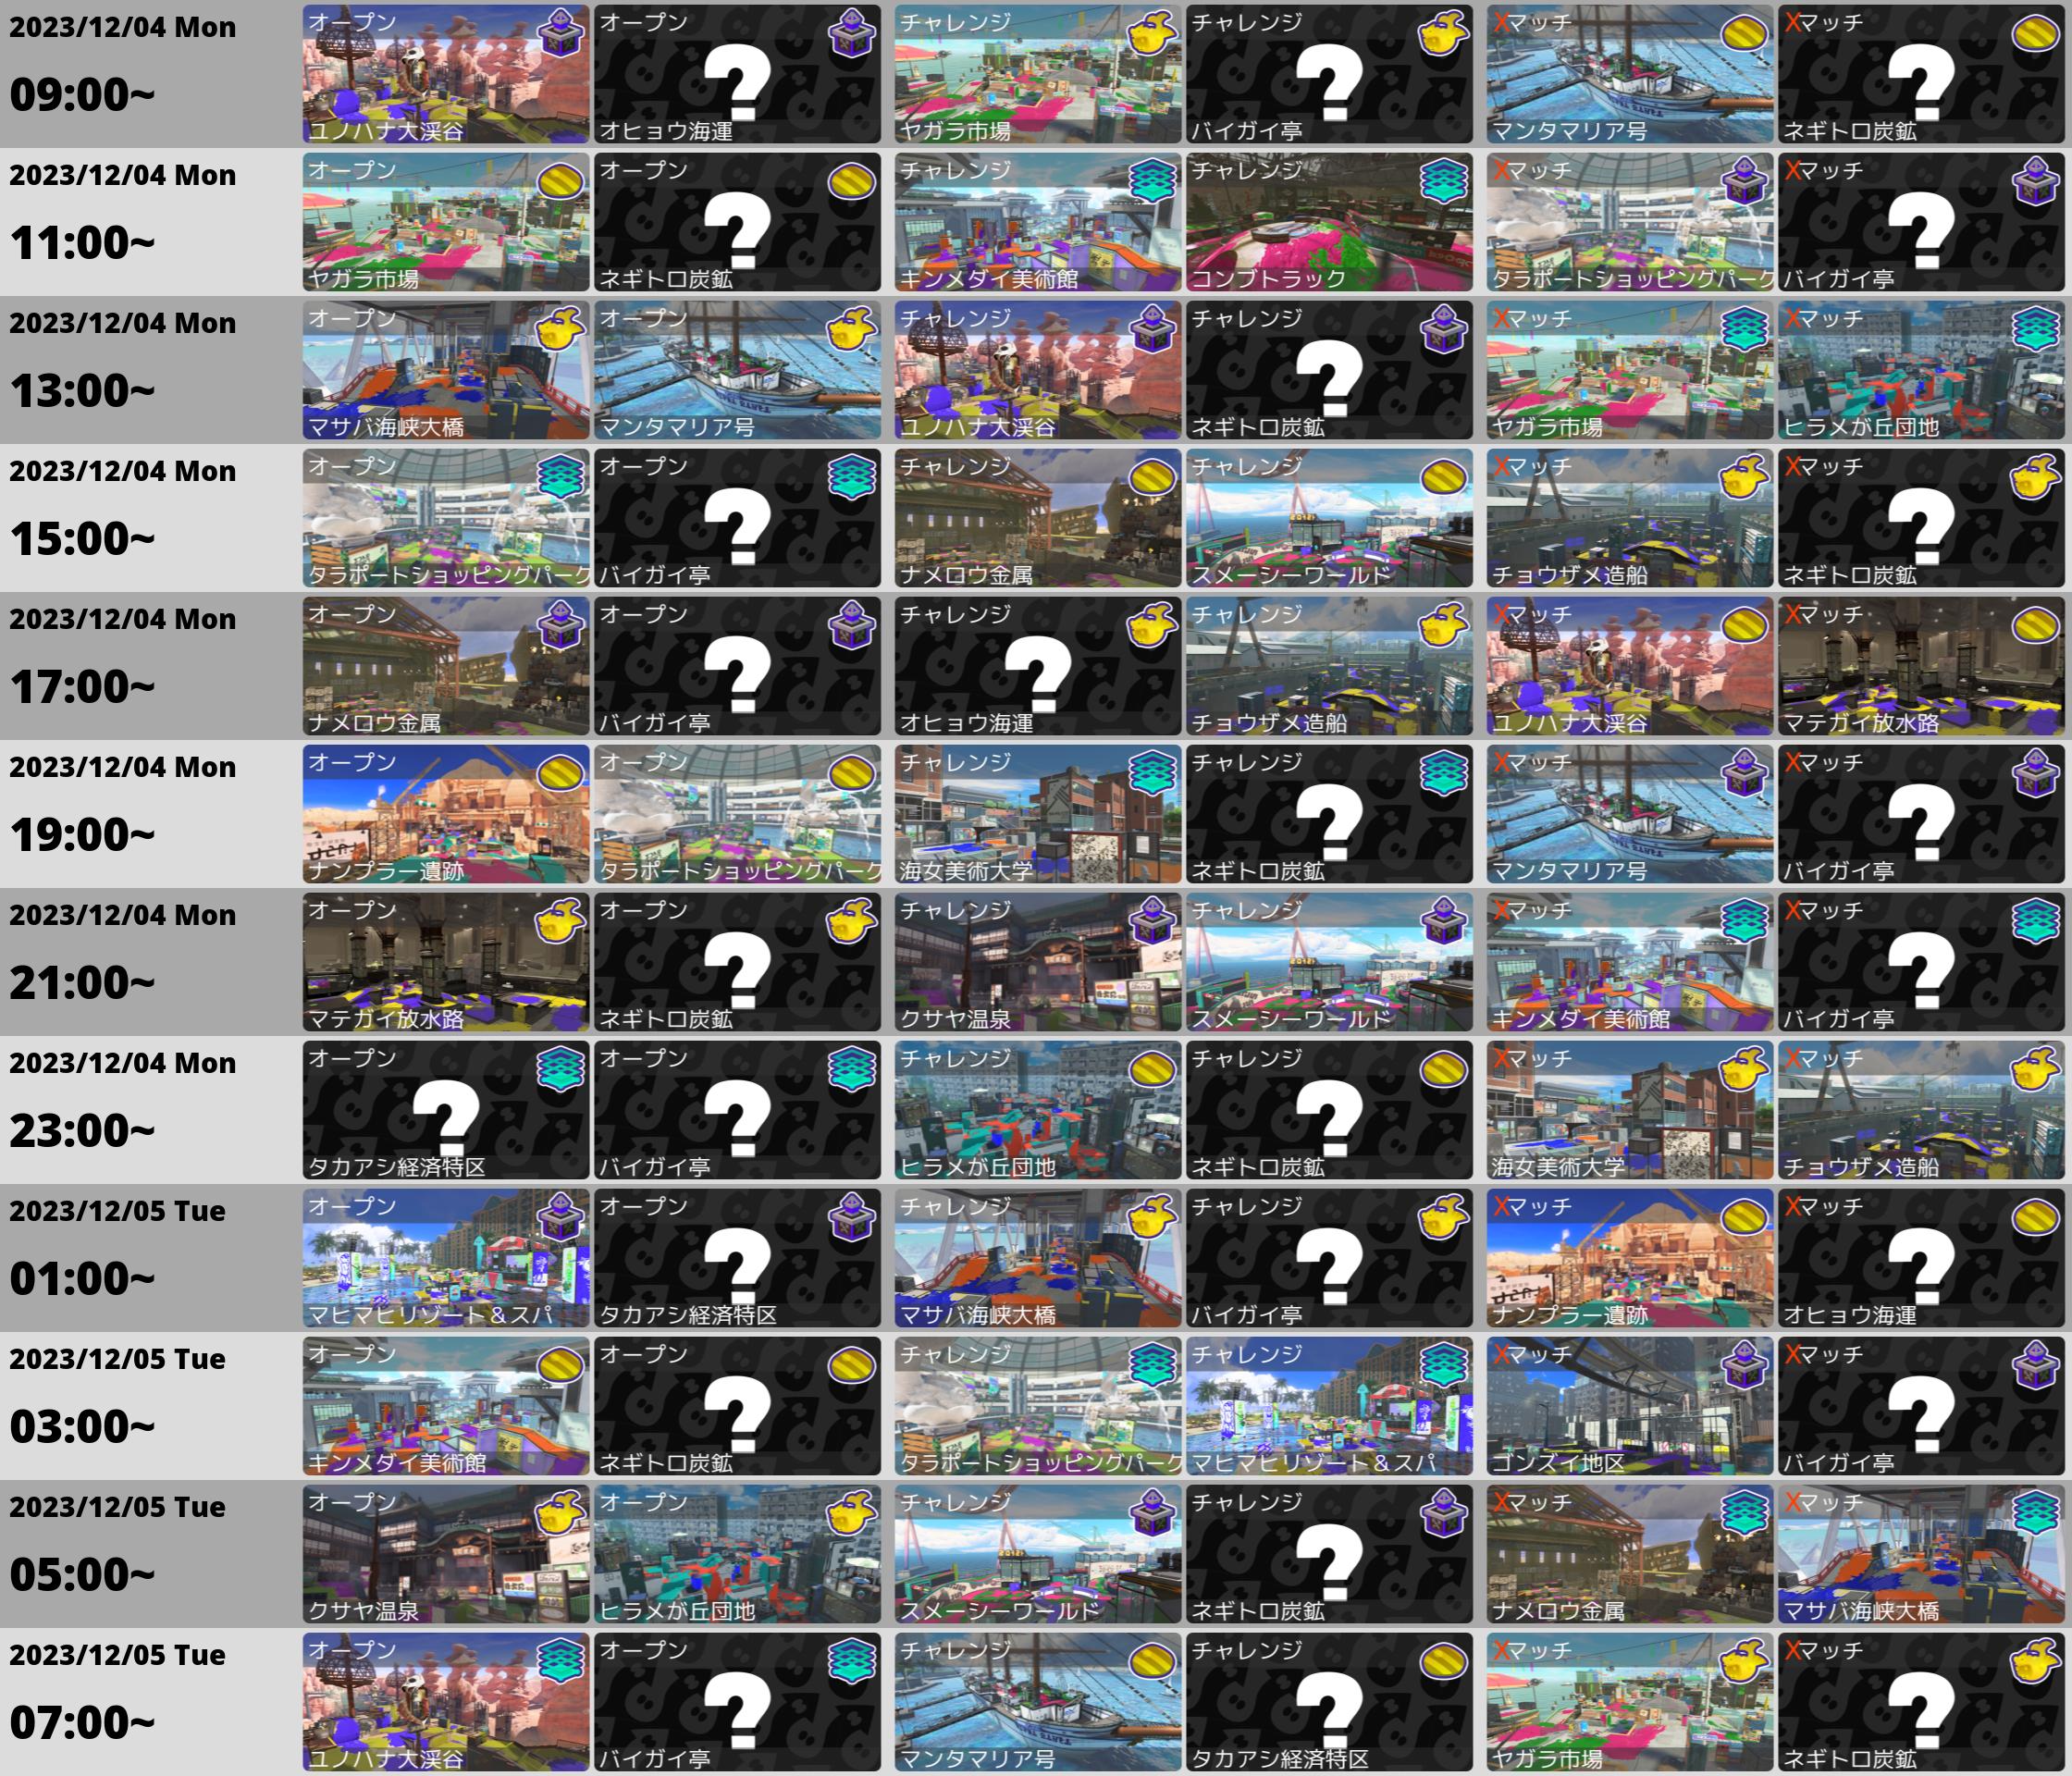 2023/12/04 Mon
09:00~
オープン
ユノハナ大渓谷
オープン
オヒョウ海運
チャレンジ
ヤガラ市場
チャレンジ
バイガイ亭
Xマッチ
マンタマリア号
Xマッチ
ネギトロ炭鉱
2023/12/04 Mon
11:00~
オープン
ヤガラ市場
オープン
ネギトロ炭鉱
チャレンジ
キンメダイ美術館
チャレンジ
コンブトラック
Xマッチ
タラポートショッピングパーク
Xマッチ
バイガイ亭
2023/12/04 Mon
13:00~
オープン
マサバ海峡大橋
オープン
マンタマリア号
チャレンジ
ユノハナ大渓谷
チャレンジ
ネギトロ炭鉱
Xマッチ
ヤガラ市場
Xマッチ
ヒラメが丘団地
2023/12/04 Mon
15:00~
オープン
タラポートショッピングパーク
オープン
バイガイ亭
チャレンジ
ナメロウ金属
チャレンジ
スメーシーワールド
Xマッチ
チョウザメ造船
Xマッチ
ネギトロ炭鉱
2023/12/04 Mon
17:00~
オープン
ナメロウ金属
オープン
バイガイ亭
チャレンジ
オヒョウ海運
チャレンジ
チョウザメ造船
Xマッチ
ユノハナ大渓谷
Xマッチ
マテガイ放水路
2023/12/04 Mon
19:00~
オープン
ナンプラー遺跡
オープン
タラポートショッピングパーク
チャレンジ
海女美術大学
チャレンジ
ネギトロ炭鉱
Xマッチ
マンタマリア号
Xマッチ
バイガイ亭
2023/12/04 Mon
21:00~
オープン
マテガイ放水路
オープン
ネギトロ炭鉱
チャレンジ
クサヤ温泉
チャレンジ
スメーシーワールド
Xマッチ
キンメダイ美術館
Xマッチ
バイガイ亭
2023/12/04 Mon
23:00~
オープン
タカアシ経済特区
オープン
バイガイ亭
チャレンジ
ヒラメが丘団地
チャレンジ
ネギトロ炭鉱
Xマッチ
海女美術大学
Xマッチ
チョウザメ造船
2023/12/05 Tue
01:00~
オープン
マヒマヒリゾート＆スパ
オープン
タカアシ経済特区
チャレンジ
マサバ海峡大橋
チャレンジ
バイガイ亭
Xマッチ
ナンプラー遺跡
Xマッチ
オヒョウ海運
2023/12/05 Tue
03:00~
オープン
キンメダイ美術館
オープン
ネギトロ炭鉱
チャレンジ
タラポートショッピングパーク
チャレンジ
マヒマヒリゾート＆スパ
Xマッチ
ゴンズイ地区
Xマッチ
バイガイ亭
2023/12/05 Tue
05:00~
オープン
クサヤ温泉
オープン
ヒラメが丘団地
チャレンジ
スメーシーワールド
チャレンジ
ネギトロ炭鉱
Xマッチ
ナメロウ金属
Xマッチ
マサバ海峡大橋
2023/12/05 Tue
07:00~
オープン
ユノハナ大渓谷
オープン
バイガイ亭
チャレンジ
マンタマリア号
チャレンジ
タカアシ経済特区
Xマッチ
ヤガラ市場
Xマッチ
ネギトロ炭鉱